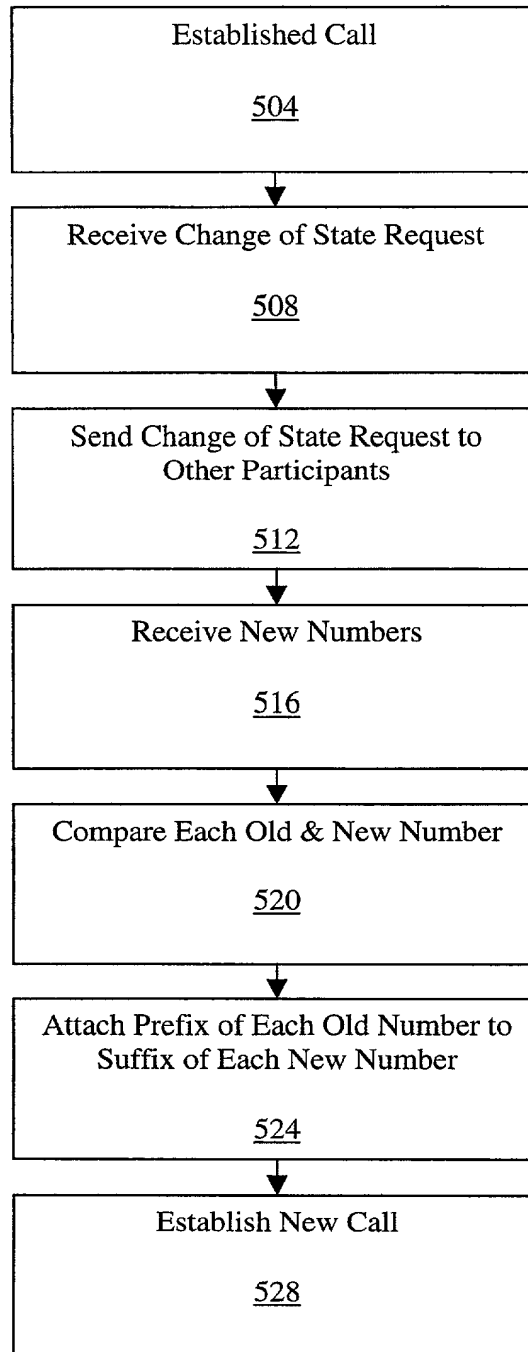 Established Call
504
Receive Change of State Request
508
Send Change of State Request to
Other Participants
512
Receive New Numbers
516
Compare Each Old & New Number
520
Attach Prefix of Each Old Number to
Suffix of Each New Number
524
Establish New Call
528